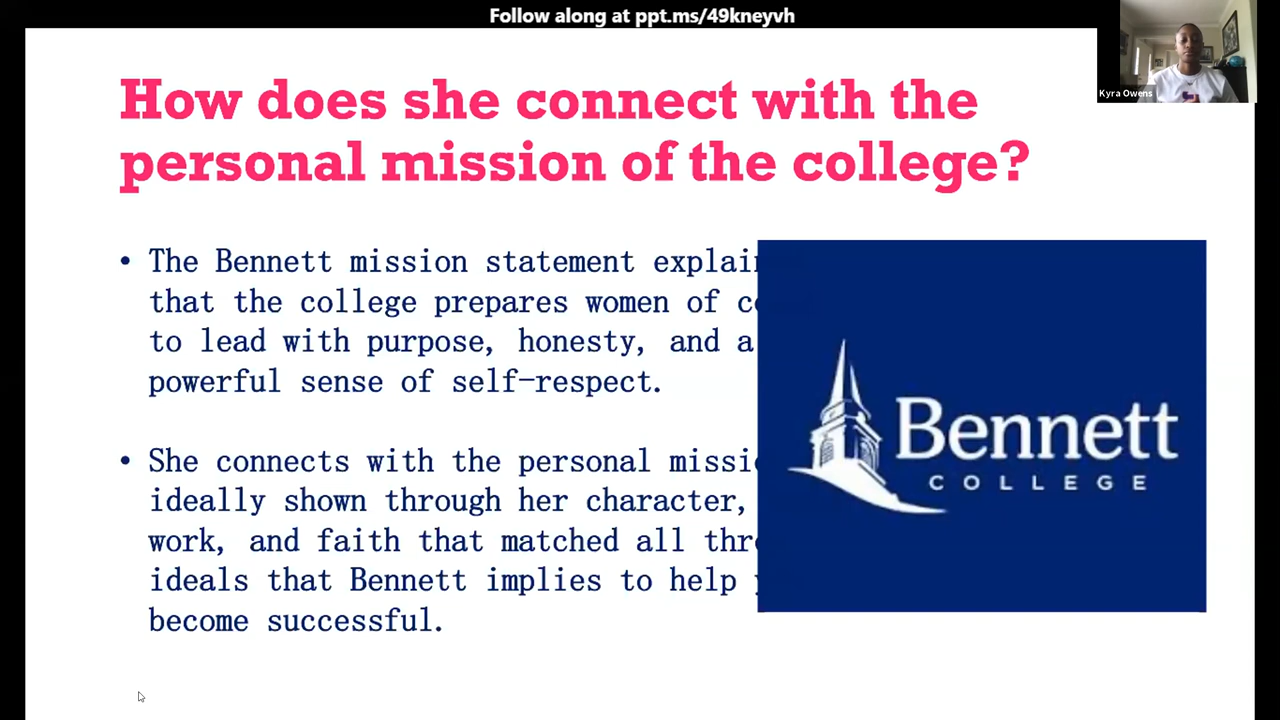 Follow along at ppt.ms/49kneyvh
Kyra Owens
How does she connect with the
personal mission of the college?
• The Bennett mission statement
that the college prepares women of
to lead with purpose, honesty, and a
powerful sense of self-respect.
• She connects with the personal
ideally shown through her character,
work, and faith that matched all
ideals that Bennett implies to help
become successful.
Bennett
COLLEGE